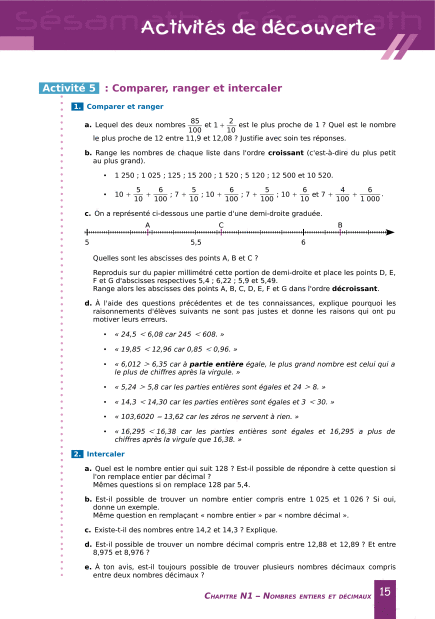 Sésamath
Sésamath
Activités de découverte
Activité 5 : Comparer, ranger et intercaler
1. Comparer et ranger
a. Lequel des deux nombres 85/100 et 1 + 2/10 est le plus proche de 1 ? Quel est le nombre
le plus proche de 12 entre 11,9 et 12,08 ? Justifie avec soin tes réponses.
b. Range les nombres de chaque liste dans l'ordre croissant (c'est-à-dire du plus petit
au plus grand).
• 1 250 ; 1 025 ; 125 ; 15 200 ; 1 520 ; 5 120 ; 12 500 et 10 520.
• 10 + 5/10 + 6/100 ; 7 + 5/10 ; 10 + 6/100 ; 7 + 5/100 ; 10 + 6/10 et 7 + 4/100 + 6/1 000.
c. On a représenté ci-dessous une partie d'une demi-droite graduée.
A C B
5 5,5 6
Quelles sont les abscisses des points A, B et C ?
Reproduis sur du papier millimétré cette portion de demi-droite et place les points D, E,
F et G d'abscisses respectives 5,4 ; 6,22 ; 5,9 et 5,49.
Range alors les abscisses des points A, B, C, D, E, F et G dans l'ordre décroissant.
d. À l'aide des questions précédentes et de tes connaissances, explique pourquoi les
raisonnements d'élèves suivants ne sont pas justes et donne les raisons qui ont pu
motiver leurs erreurs.
• « 24,5 < 6,08 car 245 < 608. »
• « 19,85 < 12,96 car 0,85 < 0,96. »
• « 6,012 > 6,35 car à partie entière égale, le plus grand nombre est celui qui a
le plus de chiffres après la virgule. »
• « 5,24 > 5,8 car les parties entières sont égales et 24 > 8. »
• « 14,3 < 14,30 car les parties entières sont égales et 3 < 30. »
• « 103,6020 = 13,62 car les zéros ne servent à rien. »
• « 16,295 < 16,38 car les parties entières sont égales et 16,295 a plus de
chiffres après la virgule que 16,38. »
2. Intercaler
a. Quel est le nombre entier qui suit 128 ? Est-il possible de répondre à cette question si
l'on remplace entier par décimal ?
Mêmes questions si on remplace 128 par 5,4.
b. Est-il possible de trouver un nombre entier compris entre 1 025 et 1 026 ? Si oui,
donne un exemple.
Même question en remplaçant « nombre entier » par « nombre décimal ».
c. Existe-t-il des nombres entre 14,2 et 14,3 ? Explique.
d. Est-il possible de trouver un nombre décimal compris entre 12,88 et 12,89 ? Et entre
8,975 et 8,976 ?
e. À ton avis, est-il toujours possible de trouver plusieurs nombres décimaux compris
entre deux nombres décimaux ?
Chapitre N1 – Nombres entiers et décimaux 15